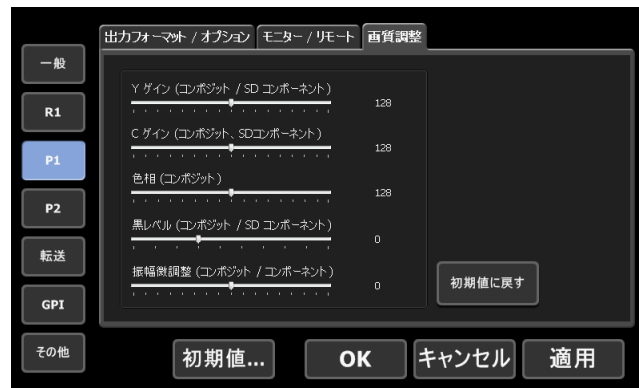 出力フォーマット / オプション
モニター / リモート
画質調整
一般
R1
P1
P2
転送
GPI
その他
Y ゲイン (コンポジット / SD コンポーネント)
128
C ゲイン (コンポジット、SDコンポーネント)
128
色相 (コンポジット)
128
黒レベル (コンポジット / SD コンポーネント)
0
振幅微調整 (コンポジット / コンポーネント)
0
初期値に戻す
初期値...
OK
キャンセル
適用